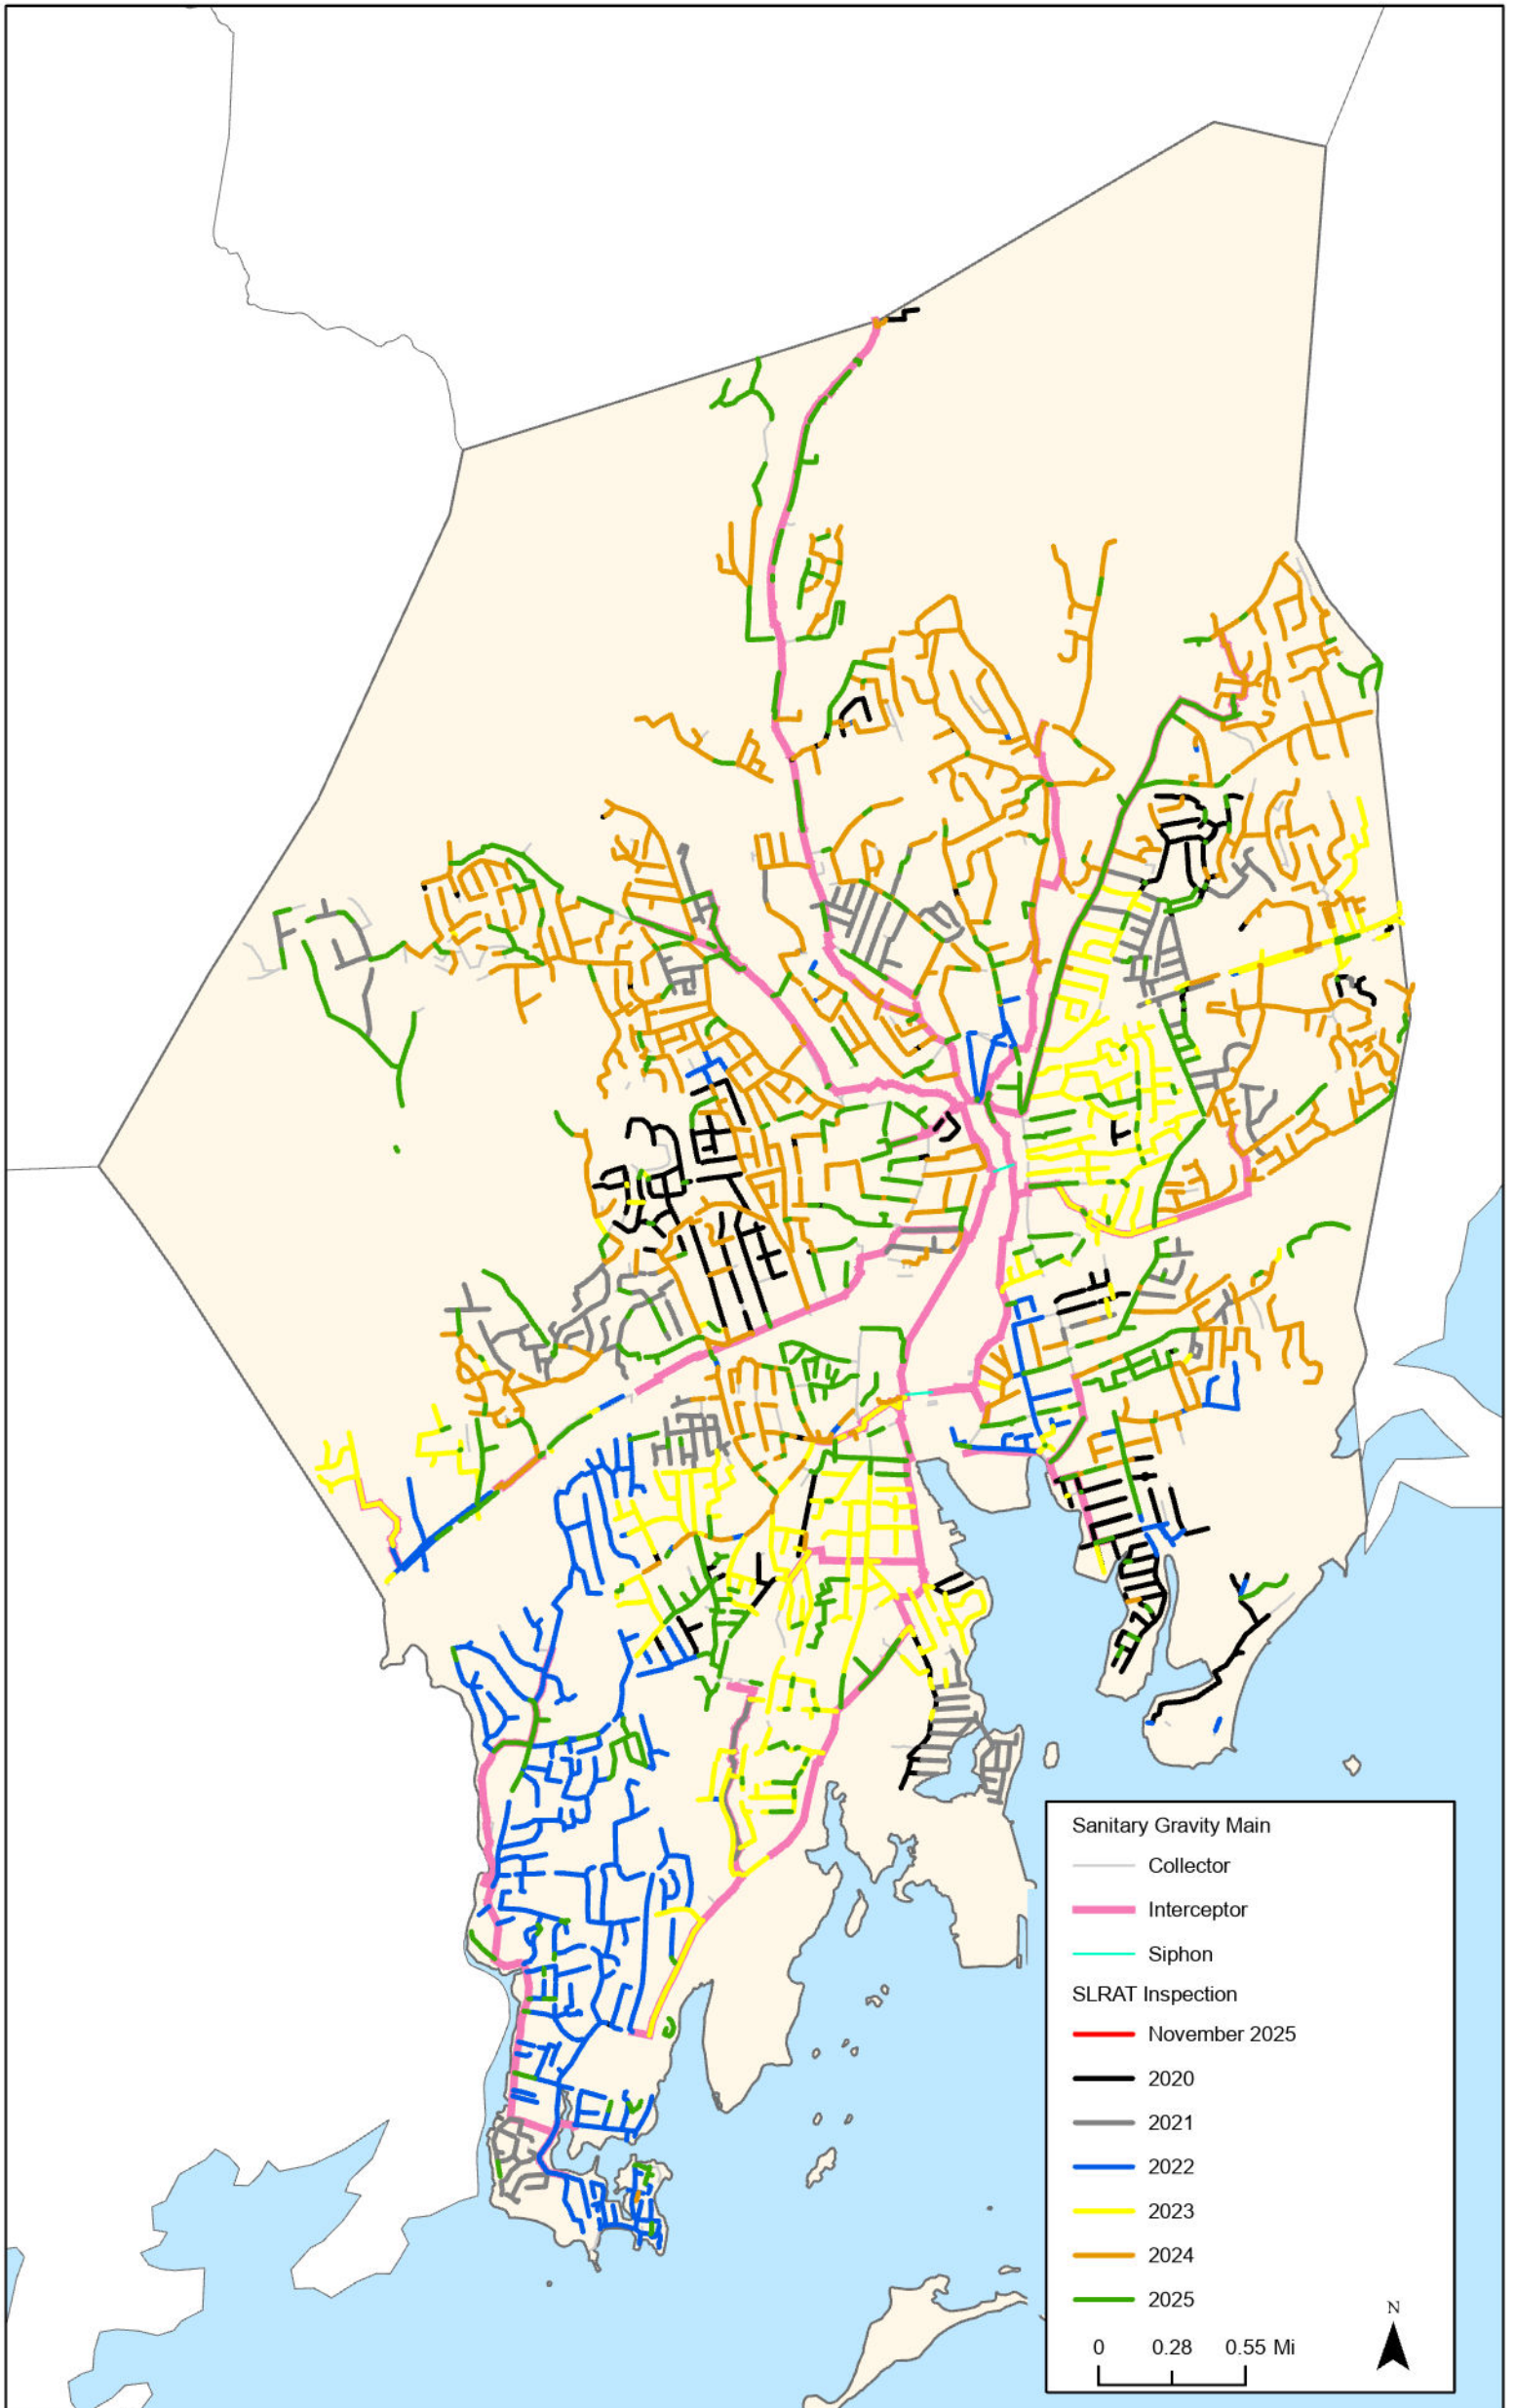 Sanitary Gravity Main
Collector
Interceptor
Siphon
SLRAT Inspection
November 2025
2020
2021
2022
2023
2024
2025
N
0 0.28 0.55 Mi